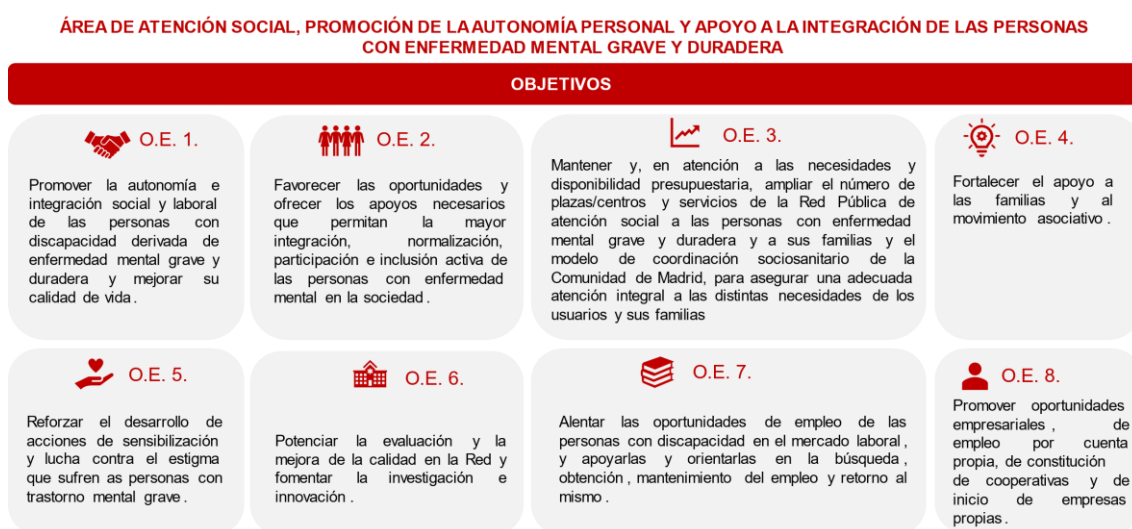 ÁREA DE ATENCIÓN SOCIAL, PROMOCIÓN DE LA AUTONOMÍA PERSONAL Y APOYO A LA INTEGRACIÓN DE LAS PERSONAS
CON ENFERMEDAD MENTAL GRAVE Y DURADERA
OBJETIVOS
O.E. 1.
Promover la autonomía e
integración social y laboral
de las personas con
discapacidad derivada de
enfermedad mental grave y
duradera y mejorar su
calidad de vida.
O.E. 2.
Favorecer las oportunidades y
ofrecer los apoyos necesarios
que permitan la mayor
integración, normalización,
participación e inclusión activa de
las personas con enfermedad
mental en la sociedad.
O.E. 3.
Mantener y, en atención a las necesidades y
disponibilidad presupuestaria, ampliar el número de
plazas/centros y servicios de la Red Pública de
atención social a las personas con enfermedad
mental grave y duradera y a sus familias y el
modelo de coordinación sociosanitario de la
Comunidad de Madrid, para asegurar una adecuada
atención integral a las distintas necesidades de los
usuarios y sus familias
O.E. 4.
Fortalecer el apoyo a
las familias y al
movimiento asociativo.
O.E. 5.
Reforzar el desarrollo de
acciones de sensibilización
y lucha contra el estigma
que sufren as personas con
trastorno mental grave.
O.E. 6.
Potenciar la evaluación y la
mejora de la calidad en la Red y
fomentar la investigación e
innovación.
O.E. 7.
Alentar las oportunidades de empleo de las
personas con discapacidad en el mercado laboral,
y apoyarlas y orientarlas en la búsqueda,
obtención, mantenimiento del empleo y retorno al
mismo.
O.E. 8.
Promover oportunidades
empresariales, de
empleo por cuenta
propia, de constitución
de cooperativas y de
inicio de empresas
propias.